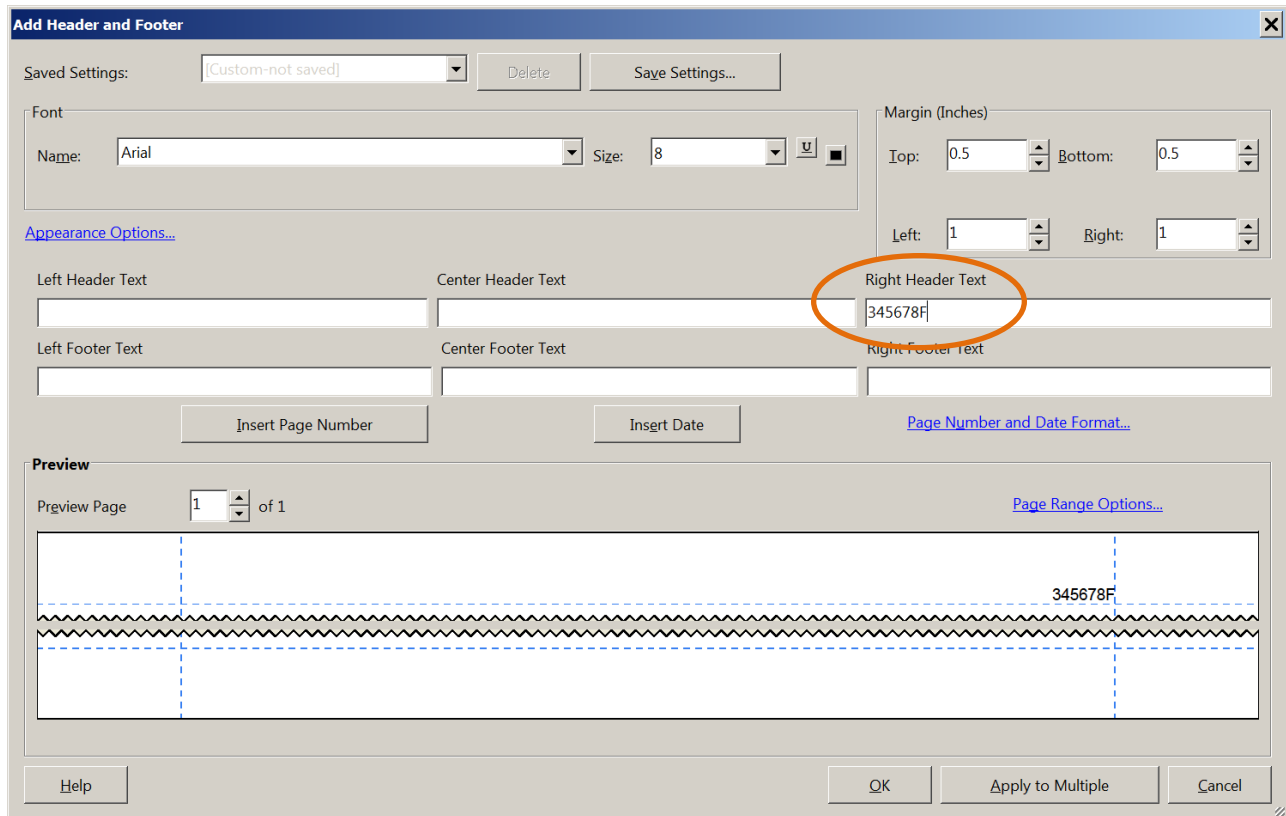 Add Header and Footer
Saved Settings: [Custom-not saved] Delete Save Settings...
Font
Margin (Inches)
Name: Arial Size: 8 U
Top: 0.5 Bottom: 0.5
Appearance Options...
Left: 1 Right: 1
Left Header Text Center Header Text Right Header Text
345678F
Left Footer Text Center Footer Text Right Footer Text
Insert Page Number Insert Date Page Number and Date Format...
Preview
Preview Page 1 of 1 Page Range Options...
345678F
Help OK Apply to Multiple Cancel